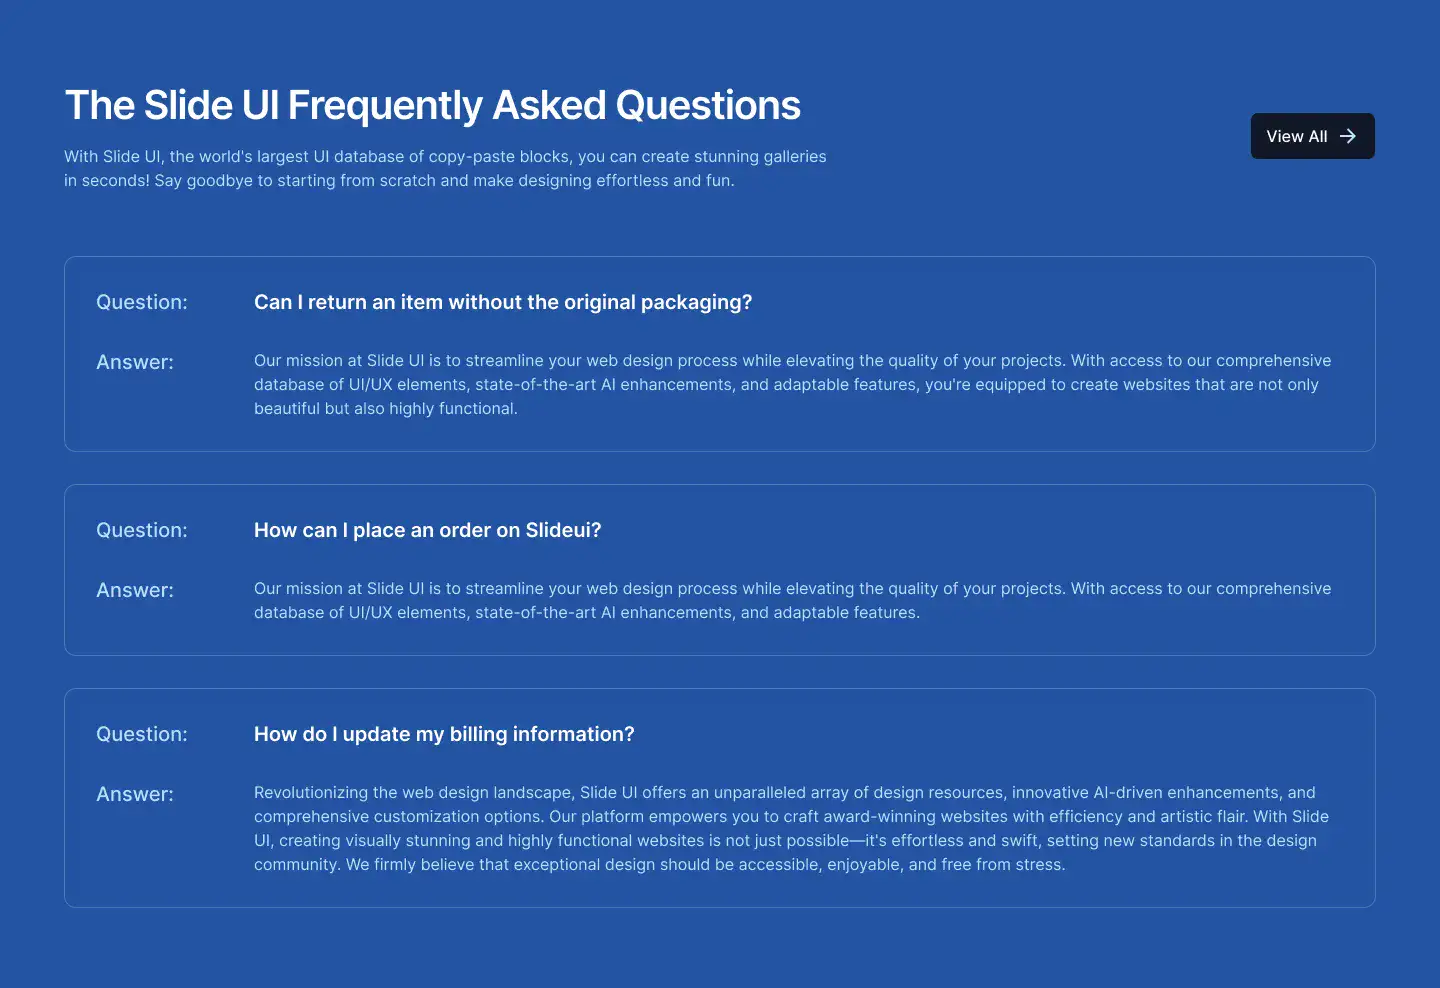 The Slide UI Frequently Asked Questions
With Slide UI, the world's largest UI database of copy-paste blocks, you can create stunning galleries
in seconds! Say goodbye to starting from scratch and make designing effortless and fun.
View All
Question:
Can I return an item without the original packaging?
Answer:
Our mission at Slide UI is to streamline your web design process while elevating the quality of your projects. With access to our comprehensive
database of UI/UX elements, state-of-the-art AI enhancements, and adaptable features, you're equipped to create websites that are not only
beautiful but also highly functional.
Question:
How can I place an order on Slideui?
Answer:
Our mission at Slide UI is to streamline your web design process while elevating the quality of your projects. With access to our comprehensive
database of UI/UX elements, state-of-the-art AI enhancements, and adaptable features.
Question:
How do I update my billing information?
Answer:
Revolutionizing the web design landscape, Slide UI offers an unparalleled array of design resources, innovative AI-driven enhancements, and
comprehensive customization options. Our platform empowers you to craft award-winning websites with efficiency and artistic flair. With Slide
UI, creating visually stunning and highly functional websites is not just possible—it's effortless and swift, setting new standards in the design
community. We firmly believe that exceptional design should be accessible, enjoyable, and free from stress.